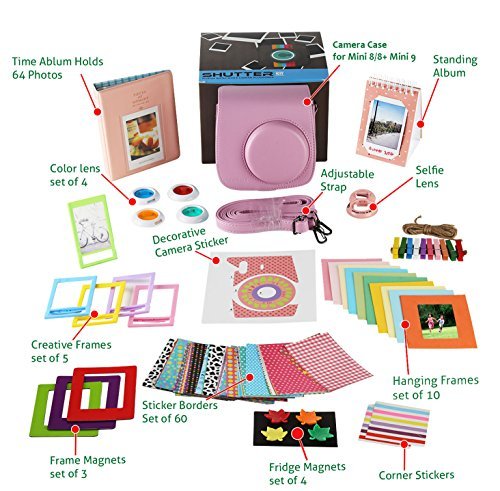 Time Ablum Holds
64 Photos
Camera Case
for Mini 8/8+ Mini 9
Standing
Album
SHUTTER
Color lens
set of 4
Adjustable
Strap
Selfie
Lens
Decorative
Camera Sticker
Creative Frames
set of 5
Hanging Frames
set of 10
Sticker Borders
Set of 60
Frame Magnets
set of 3
Fridge Magnets
set of 4
Corner Stickers